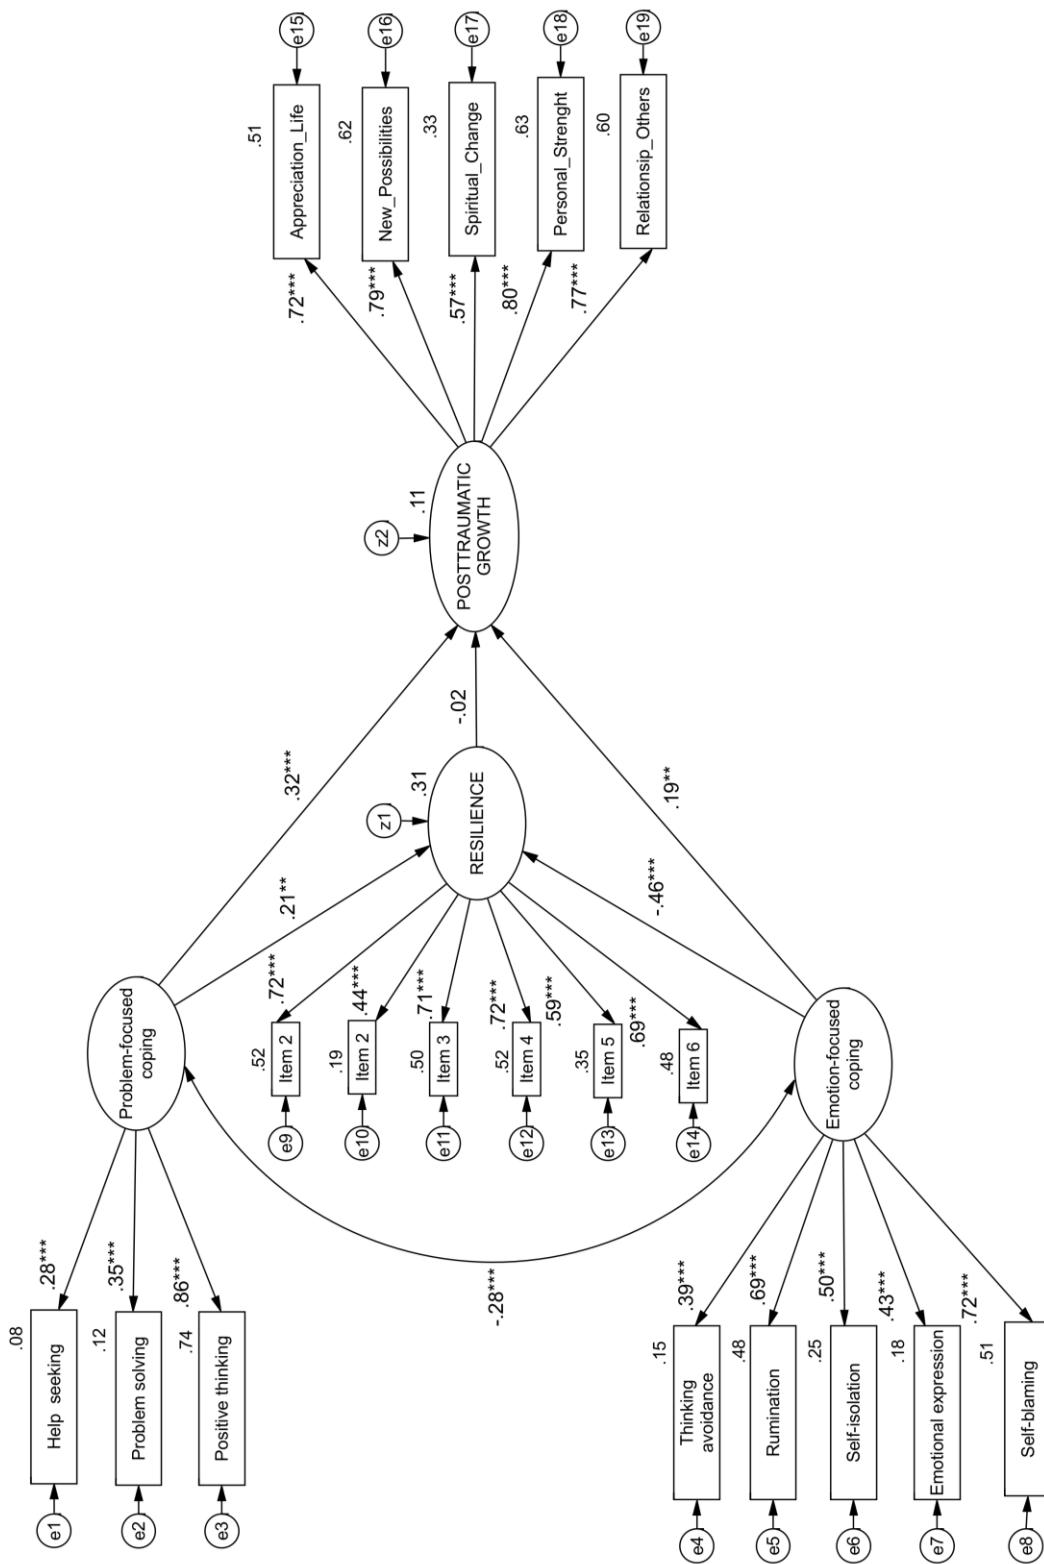 e1
Help  seeking
.08
.28***
e2
Problem solving
.12
.35***
e3
Positive thinking
.74
.86***
Problem-focused
coping
.32***
.21**
-.28***
e9
Item 2
.52
.72***
e10
Item 2
.19
.44***
e11
Item 3
.50
.71***
e12
Item 4
.52
.72***
e13
Item 5
.35
.59***
e14
Item 6
.48
.69***
z1
RESILIENCE
.31
-.02
z2
POSTTRAUMATIC
GROWTH
.11
.72***
Appreciation_Life
.51
e15
.79***
New_Possibilities
.62
e16
.57***
Spiritual_Change
.33
e17
.80***
Personal_Strenght
.63
e18
.77***
Relationsip_Others
.60
e19
e4
Thinking
avoidance
.15
.39***
e5
Rumination
.48
.69***
e6
Self-isolation
.25
.50***
e7
Emotional expression
.18
.43***
e8
Self-blaming
.51
.72***
Emotion-focused
coping
-.46***
.19**